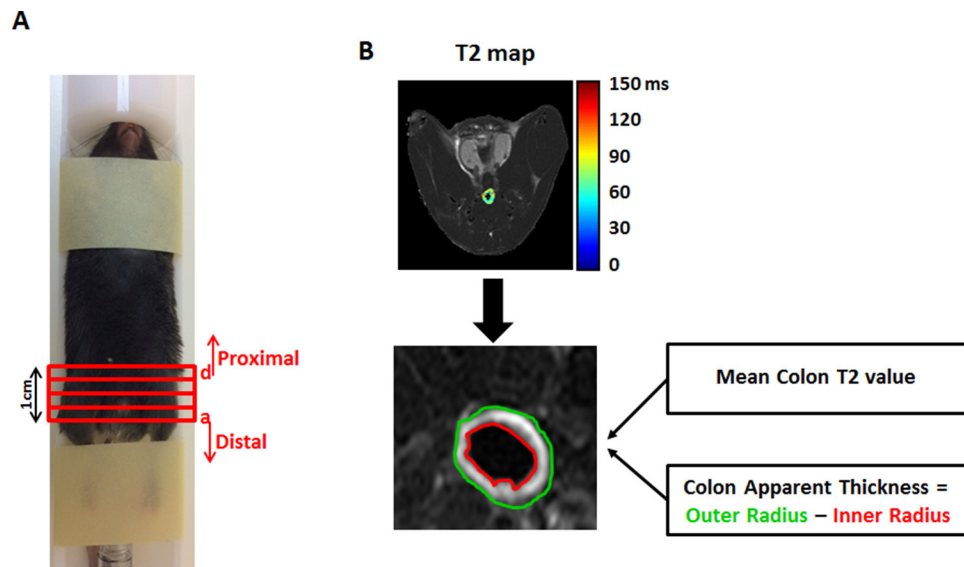 A
Proximal
d
1cm
a
Distal
B
T2 map
150 ms
120
90
60
30
0
Mean Colon T2 value
Colon Apparent Thickness =
Outer Radius – Inner Radius